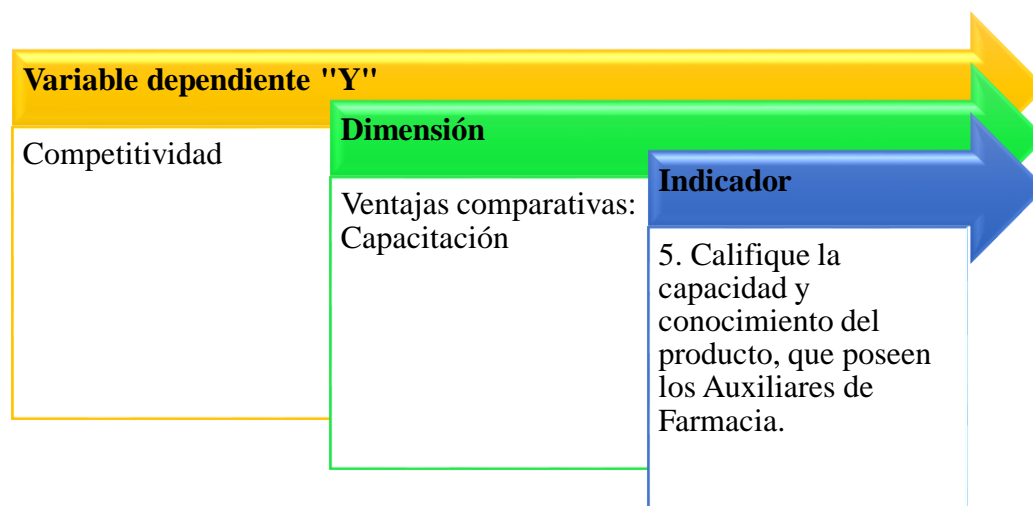 Variable dependiente "Y"
Competitividad
Dimensión
Ventajas comparativas:
Capacitación
Indicador
5. Califique la
capacidad y
conocimiento del
producto, que poseen
los Auxiliares de
Farmacia.